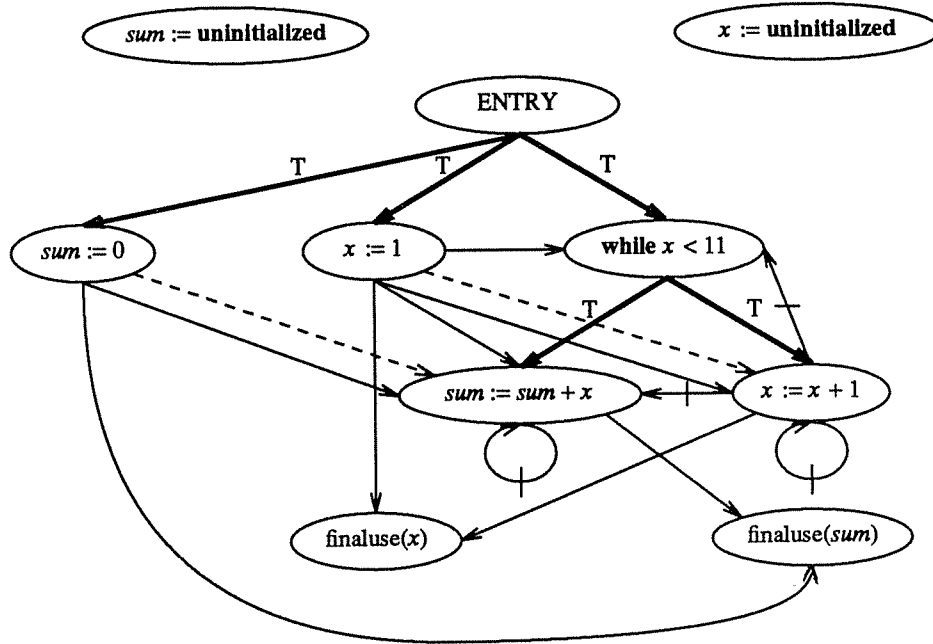 sum := uninitialized
x := uninitialized
ENTRY
T
T
T
sum := 0
x := 1
while x < 11
T
T
sum := sum + x
x := x + 1
finaluse(x)
finaluse(sum)